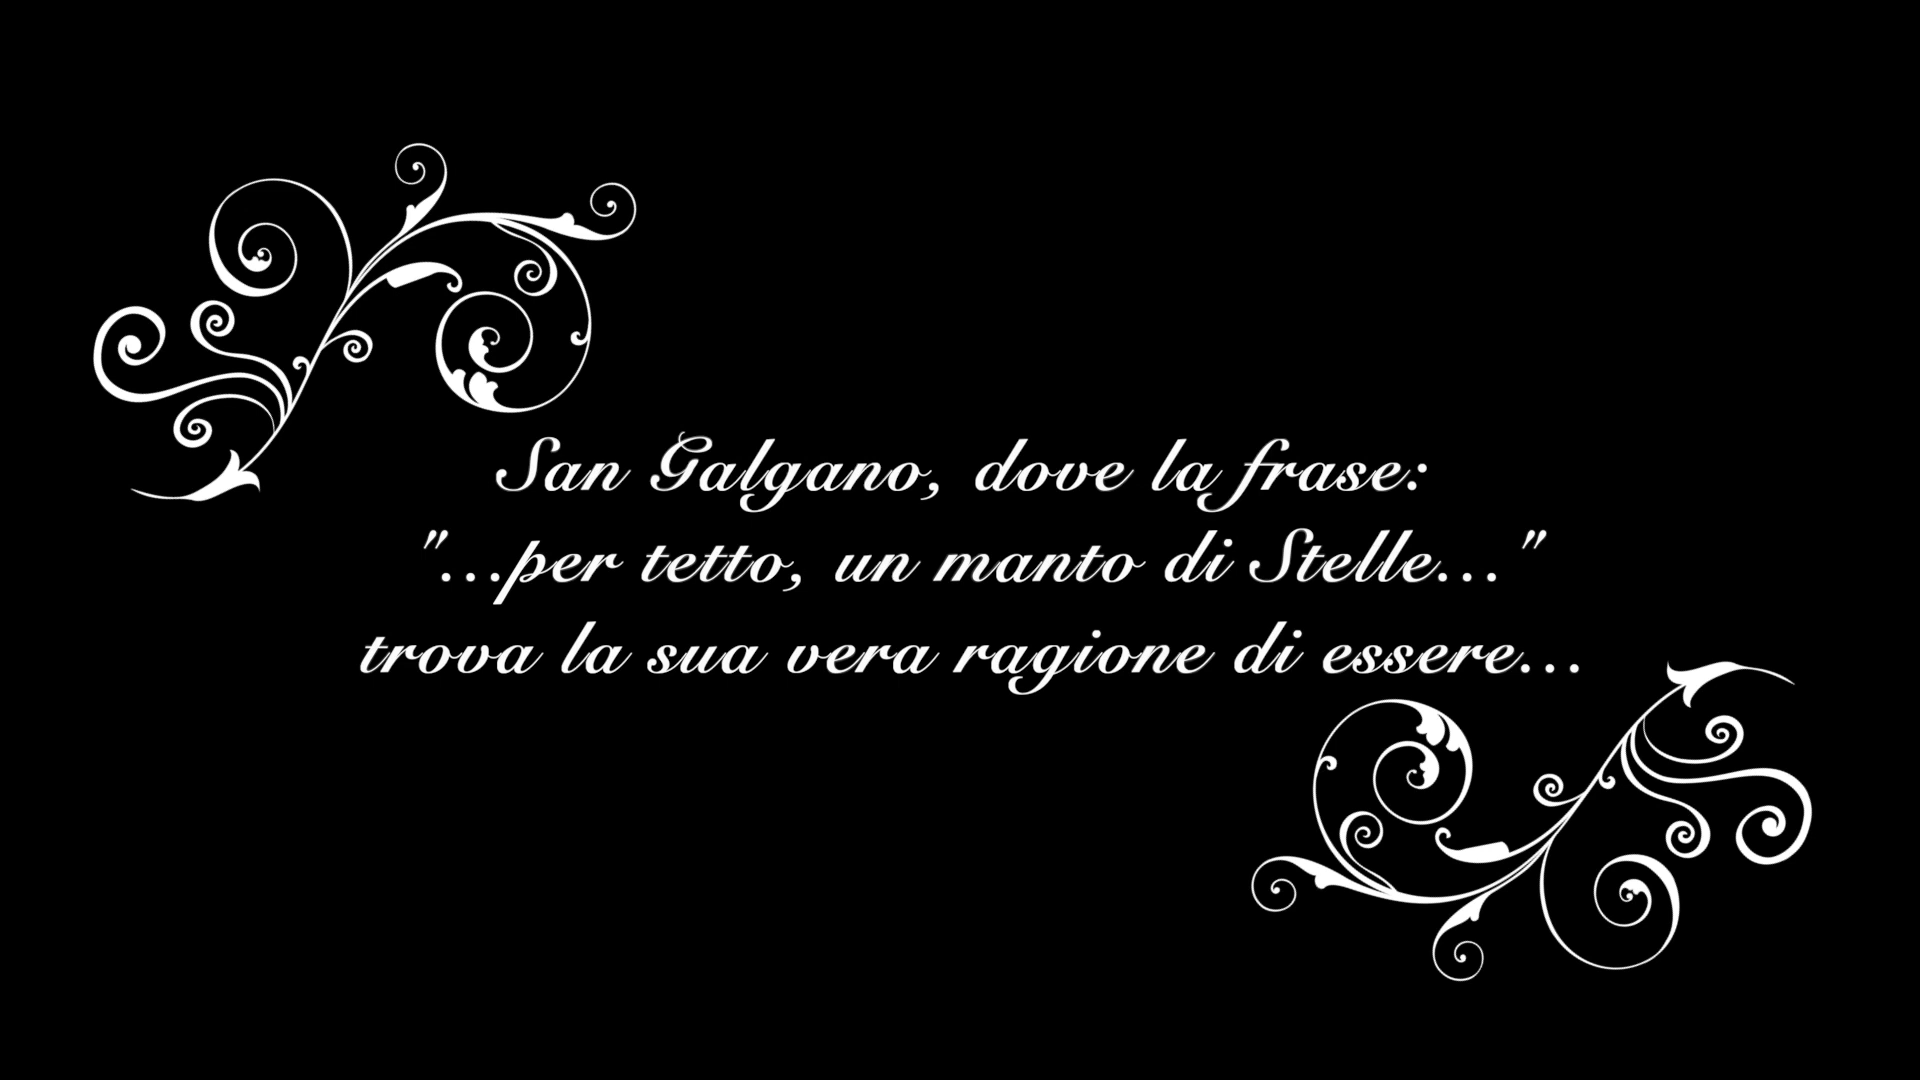 San Galgano, dove la frase:
"...per tetto, un manto di Stelle..."
trova la sua vera ragione di essere...